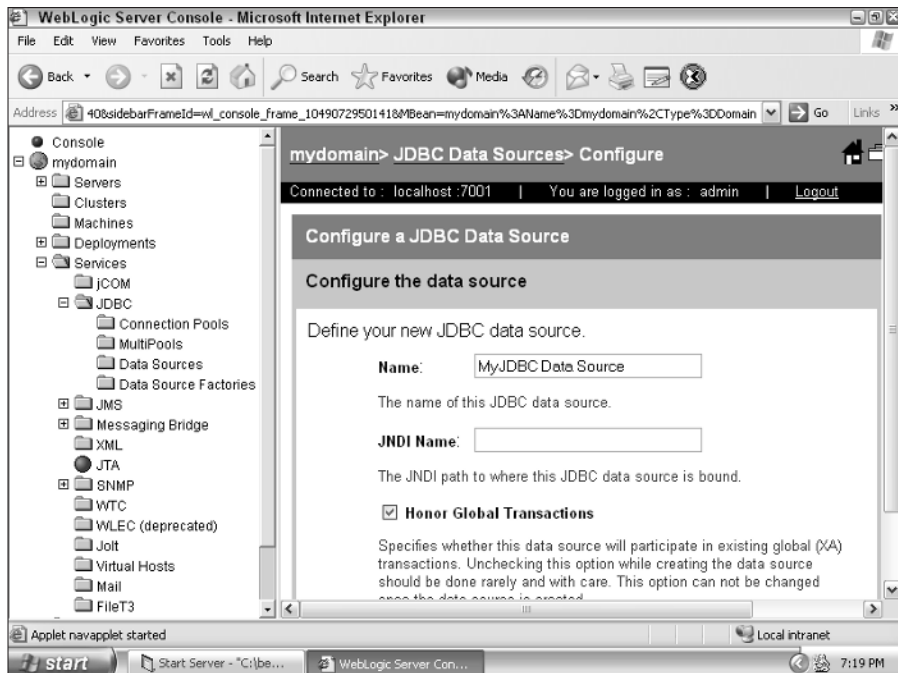 WebLogic Server Console - Microsoft Internet Explorer
File Edit View Favorites Tools Help
Back Search Favorites Media
Address 40&sidebarFrameId=wl_console_frame_1049072950141&MBean=mydomain%3AName%3Dmydomain%2CType%3DDomain Go Links »
Console
mydomain
Servers
Clusters
Machines
Deployments
Services
jCOM
JDBC
Connection Pools
MultiPools
Data Sources
Data Source Factories
JMS
Messaging Bridge
XML
JTA
SNMP
WTC
WLEC (deprecated)
Jolt
Virtual Hosts
Mail
FileT3
mydomain> JDBC Data Sources> Configure
Connected to : localhost :7001 | You are logged in as : admin | Logout
Configure a JDBC Data Source
Configure the data source
Define your new JDBC data source.
Name: MyJDBC Data Source
The name of this JDBC data source.
JNDI Name:
The JNDI path to where this JDBC data source is bound.
Honor Global Transactions
Specifies whether this data source will participate in existing global (XA)
transactions. Unchecking this option while creating the data source
should be done rarely and with care. This option can not be changed
once the data source is created
Applet navapplet started
Local intranet
start Start Server - "C:\be... WebLogic Server Con... 7:19 PM